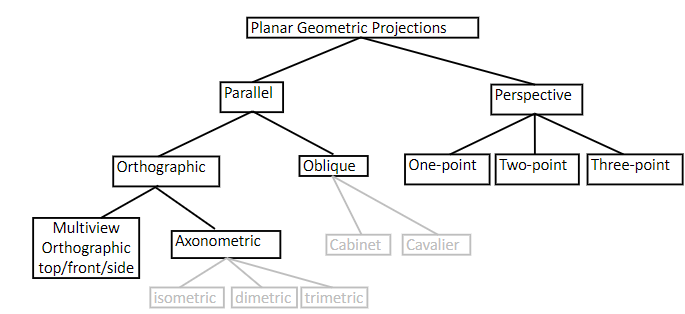 Planar Geometric Projections
Parallel
Perspective
Orthographic
Oblique
One-point
Two-point
Three-point
Multiview
Orthographic
top/front/side
Axonometric
Cabinet
Cavalier
isometric
dimetric
trimetric